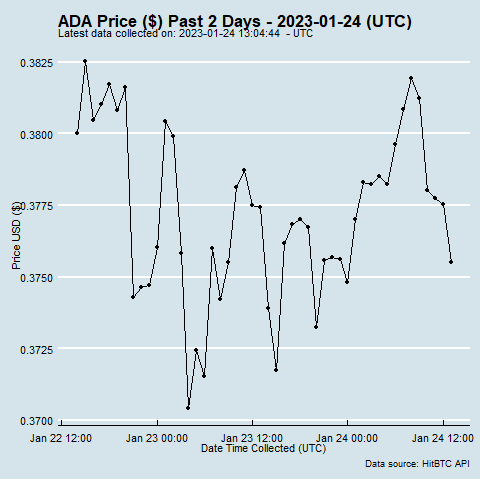 ADA Price ($) Past 2 Days - 2023-01-24 (UTC)
Latest data collected on: 2023-01-24 13:04:44 - UTC
Price USD ($)
0.3825
0.3800
0.3775
0.3750
0.3725
0.3700
Jan 22 12:00 Jan 23 00:00 Jan 23 12:00 Jan 24 00:00 Jan 24 12:00
Date Time Collected (UTC)
Data source: HitBTC API